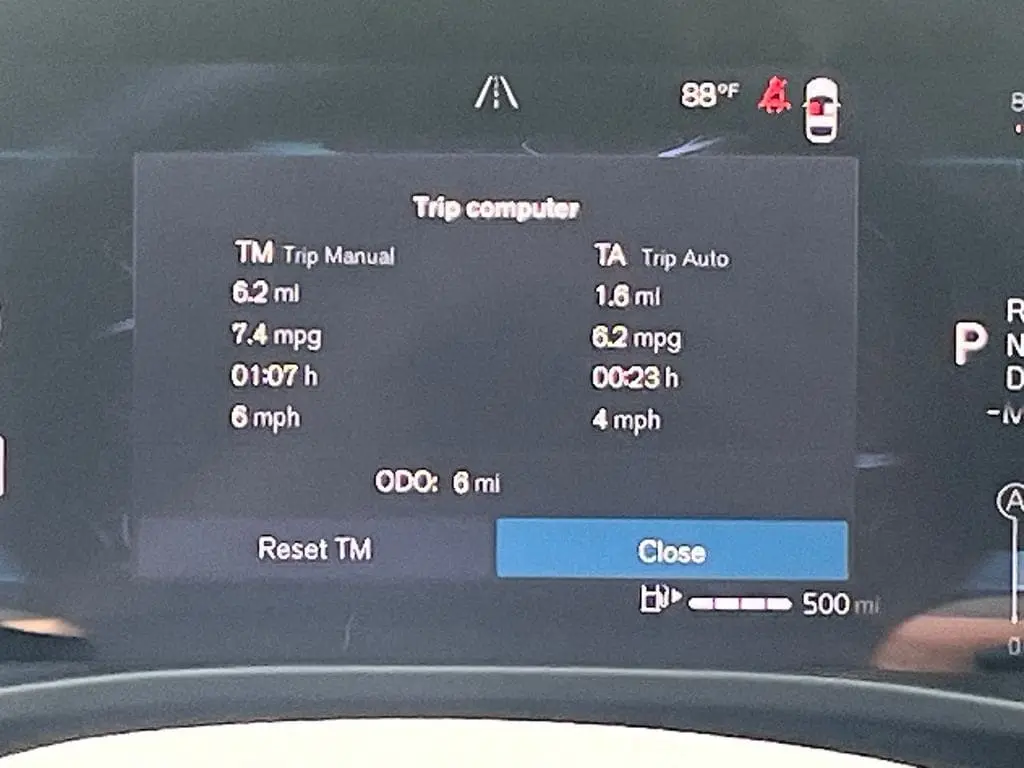 88°F
Trip computer
TM Trip Manual
6.2 mi
7.4 mpg
01:07 h
6 mph
TA Trip Auto
1.6 mi
6.2 mpg
00:23 h
4 mph
ODO: 6 mi
Reset TM
Close
500 mi
P
R
N
D
A